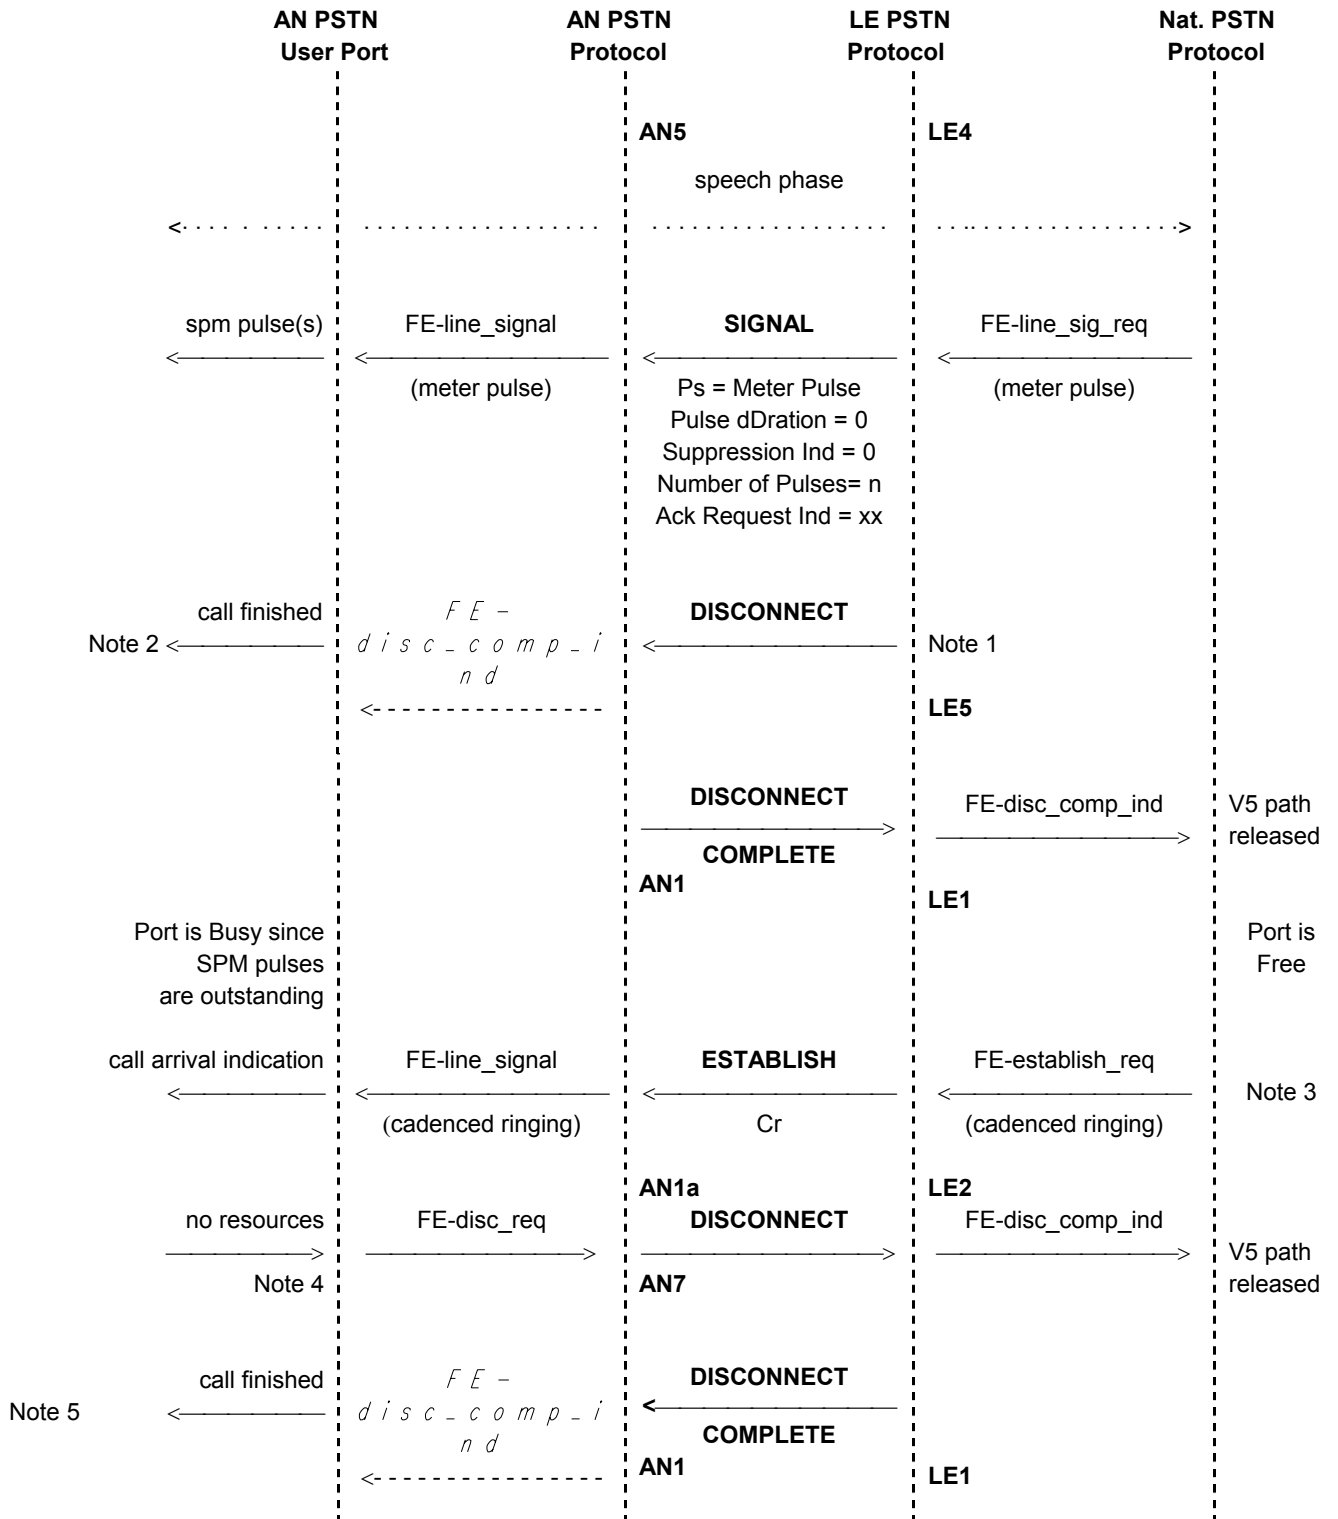 AN PSTN User Port
AN PSTN Protocol
LE PSTN Protocol
Nat. PSTN Protocol
AN5
LE4
speech phase
spm pulse(s)
FE-line_signal
SIGNAL
FE-line_sig_req
(meter pulse)
Ps = Meter Pulse
(meter pulse)
Pulse dDration = 0
Suppression Ind = 0
Number of Pulses= n
Ack Request Ind = xx
call finished
FE-
DISCONNECT
Note 2
disc_comp_i
Note 1
nd
LE5
DISCONNECT
FE-disc_comp_ind
V5 path
released
COMPLETE
AN1
LE1
Port is Busy since
SPM pulses
are outstanding
Port is
Free
call arrival indication
FE-line_signal
ESTABLISH
FE-establish_req
Note 3
(cadenced ringing)
Cr
(cadenced ringing)
AN1a
LE2
no resources
FE-disc_req
DISCONNECT
FE-disc_comp_ind
V5 path
released
Note 4
AN7
call finished
FE-
DISCONNECT
Note 5
disc_comp_i
COMPLETE
nd
AN1
LE1